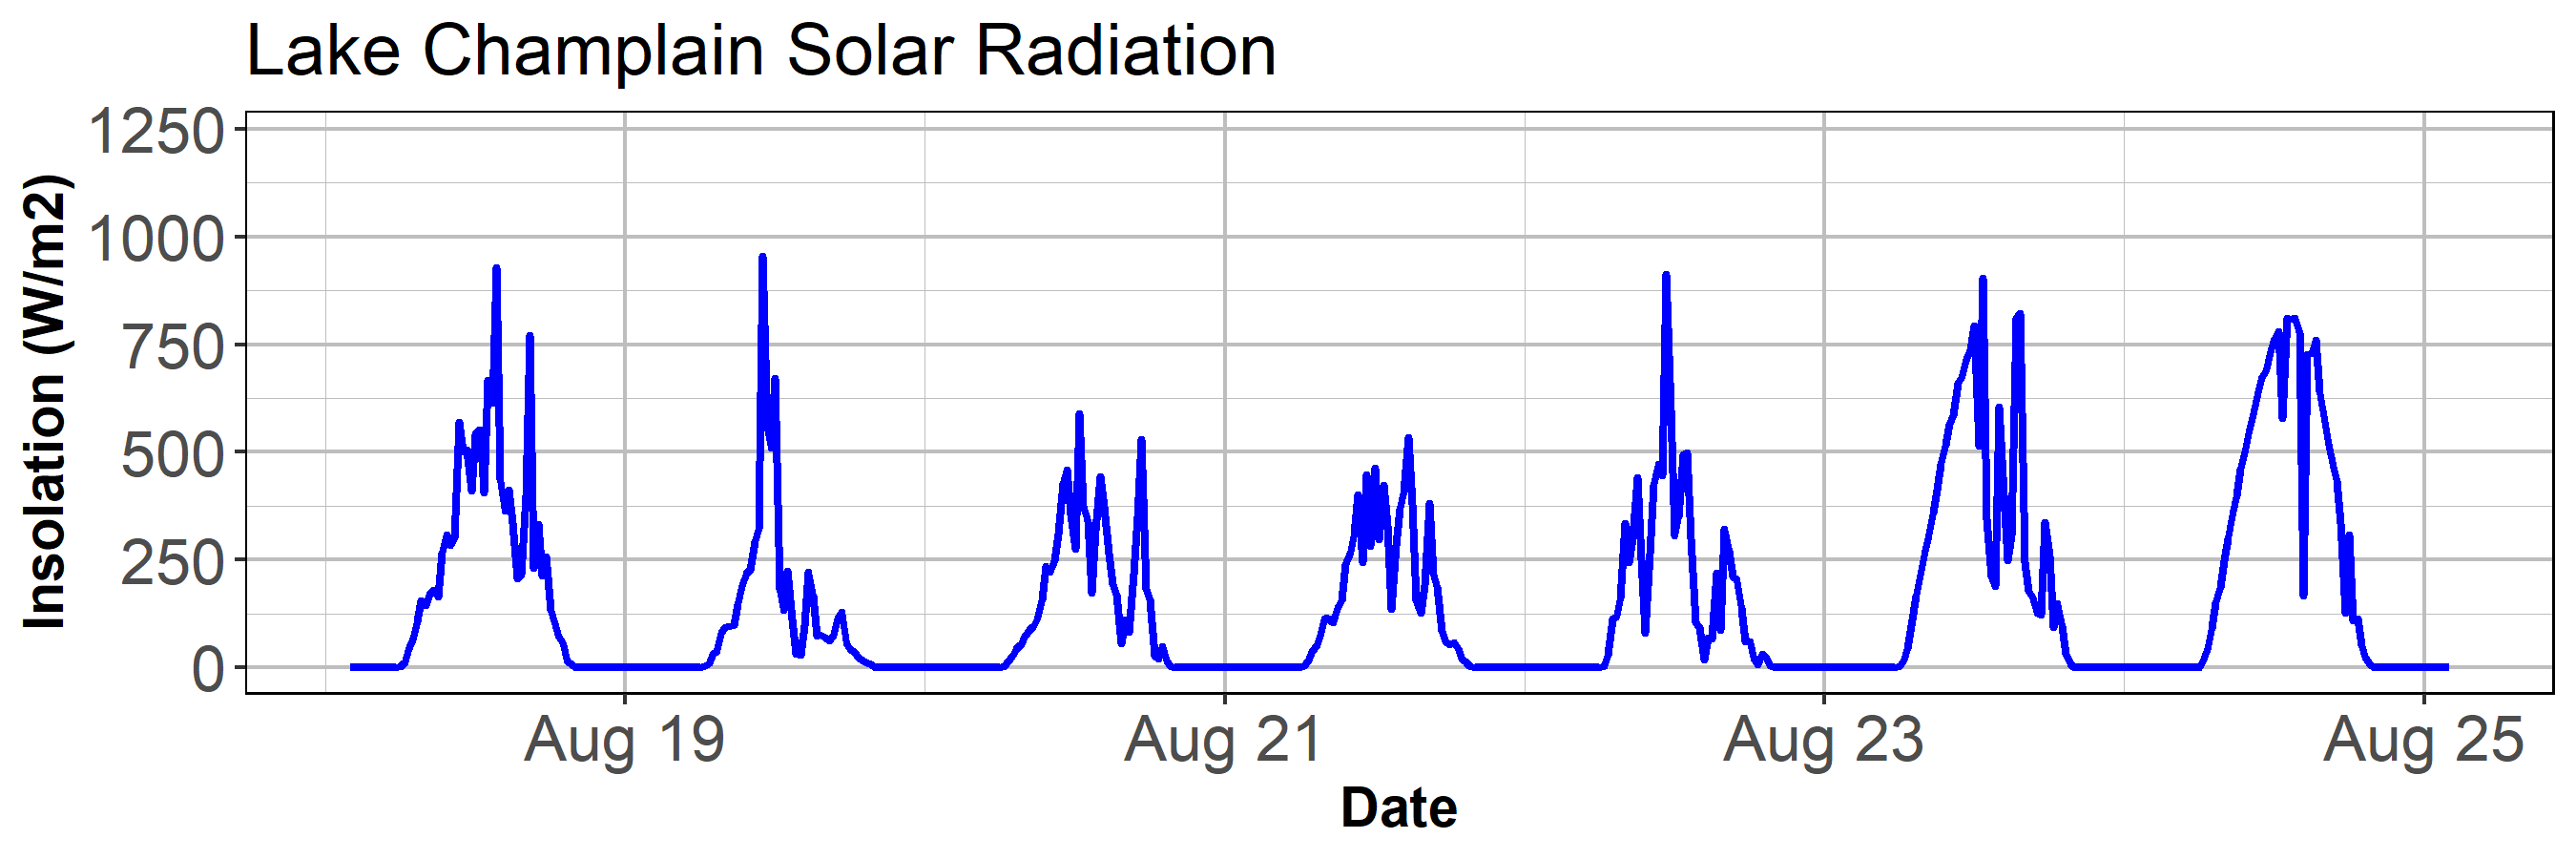 Lake Champlain Solar Radiation
Insolation (W/m2)
1250
1000
750
500
250
0
Aug 19 Aug 21 Aug 23 Aug 25
Date